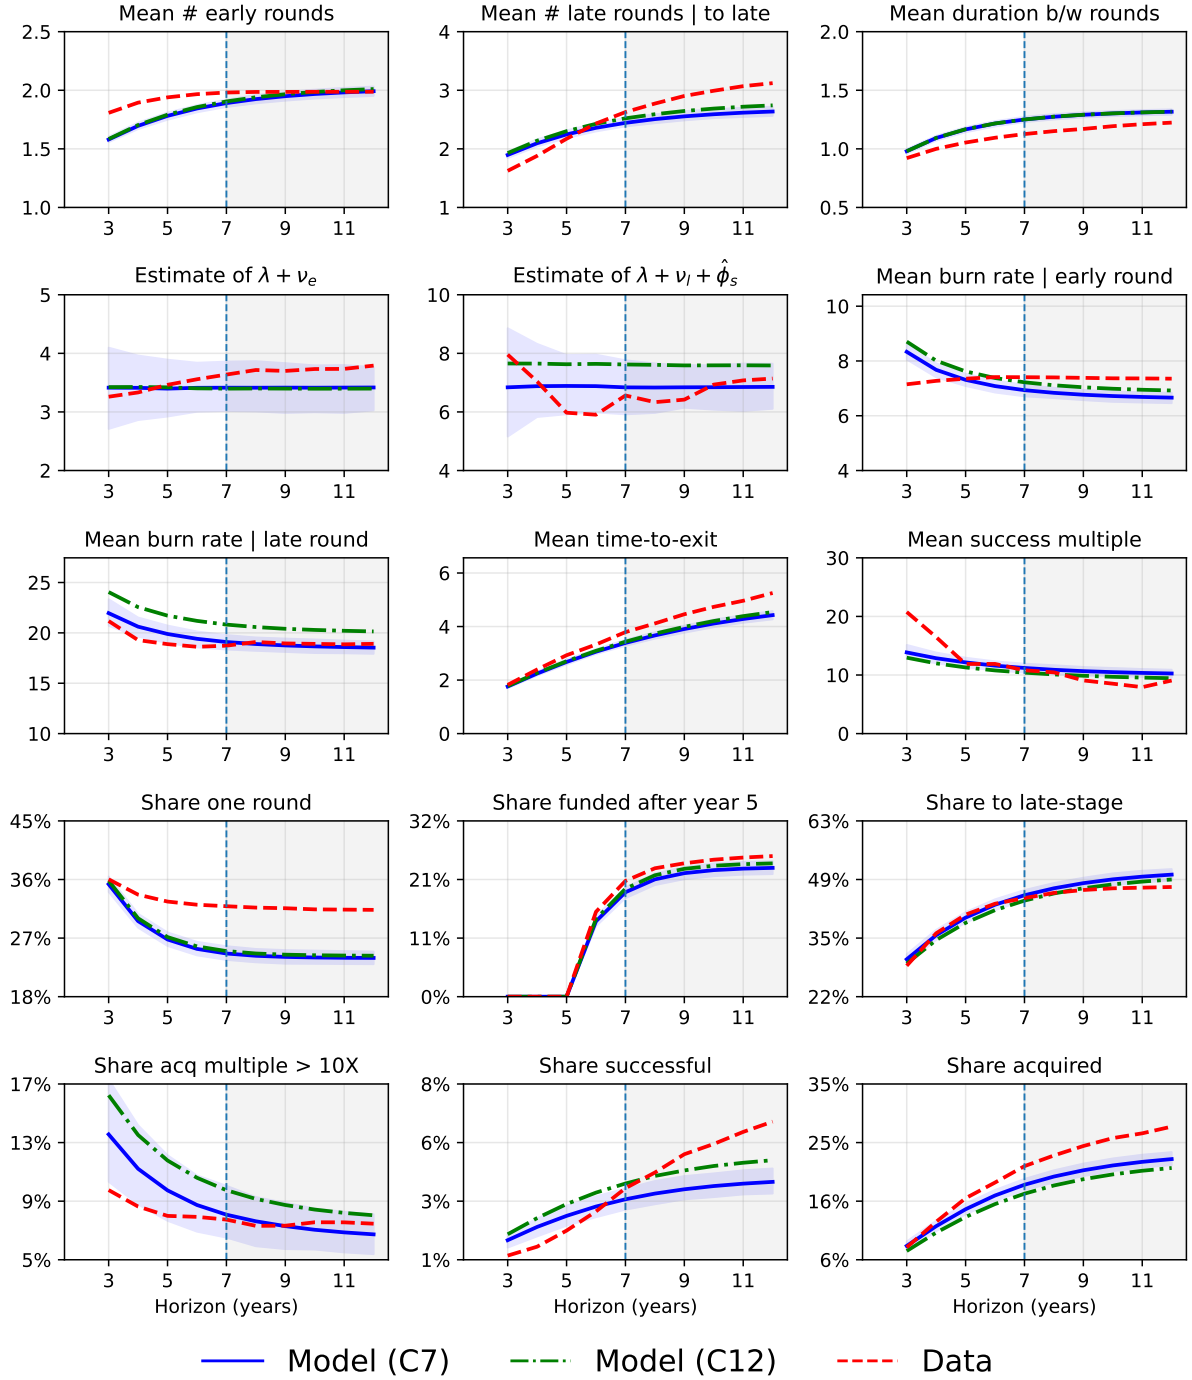 Mean # early rounds
2.5
2.0
1.5
1.0
3 5 7 9 11
Mean # late rounds | to late
4
3
2
1
3 5 7 9 11
Mean duration b/w rounds
2.0
1.5
1.0
0.5
3 5 7 9 11
Estimate of λ + νₑ
5
4
3
2
3 5 7 9 11
Estimate of λ + νₗ + ϕ̂ₛ
10
8
6
4
3 5 7 9 11
Mean burn rate | early round
10
8
6
4
3 5 7 9 11
Mean burn rate | late round
25
20
15
10
3 5 7 9 11
Mean time-to-exit
6
4
2
0
3 5 7 9 11
Mean success multiple
30
20
10
0
3 5 7 9 11
Share one round
45%
36%
27%
18%
3 5 7 9 11
Share funded after year 5
32%
21%
11%
0%
3 5 7 9 11
Share to late-stage
63%
49%
35%
22%
3 5 7 9 11
Share acq multiple > 10X
17%
13%
9%
5%
3 5 7 9 11
Horizon (years)
Share successful
8%
6%
3%
1%
3 5 7 9 11
Horizon (years)
Share acquired
35%
25%
16%
6%
3 5 7 9 11
Horizon (years)
Model (C7) Model (C12) Data